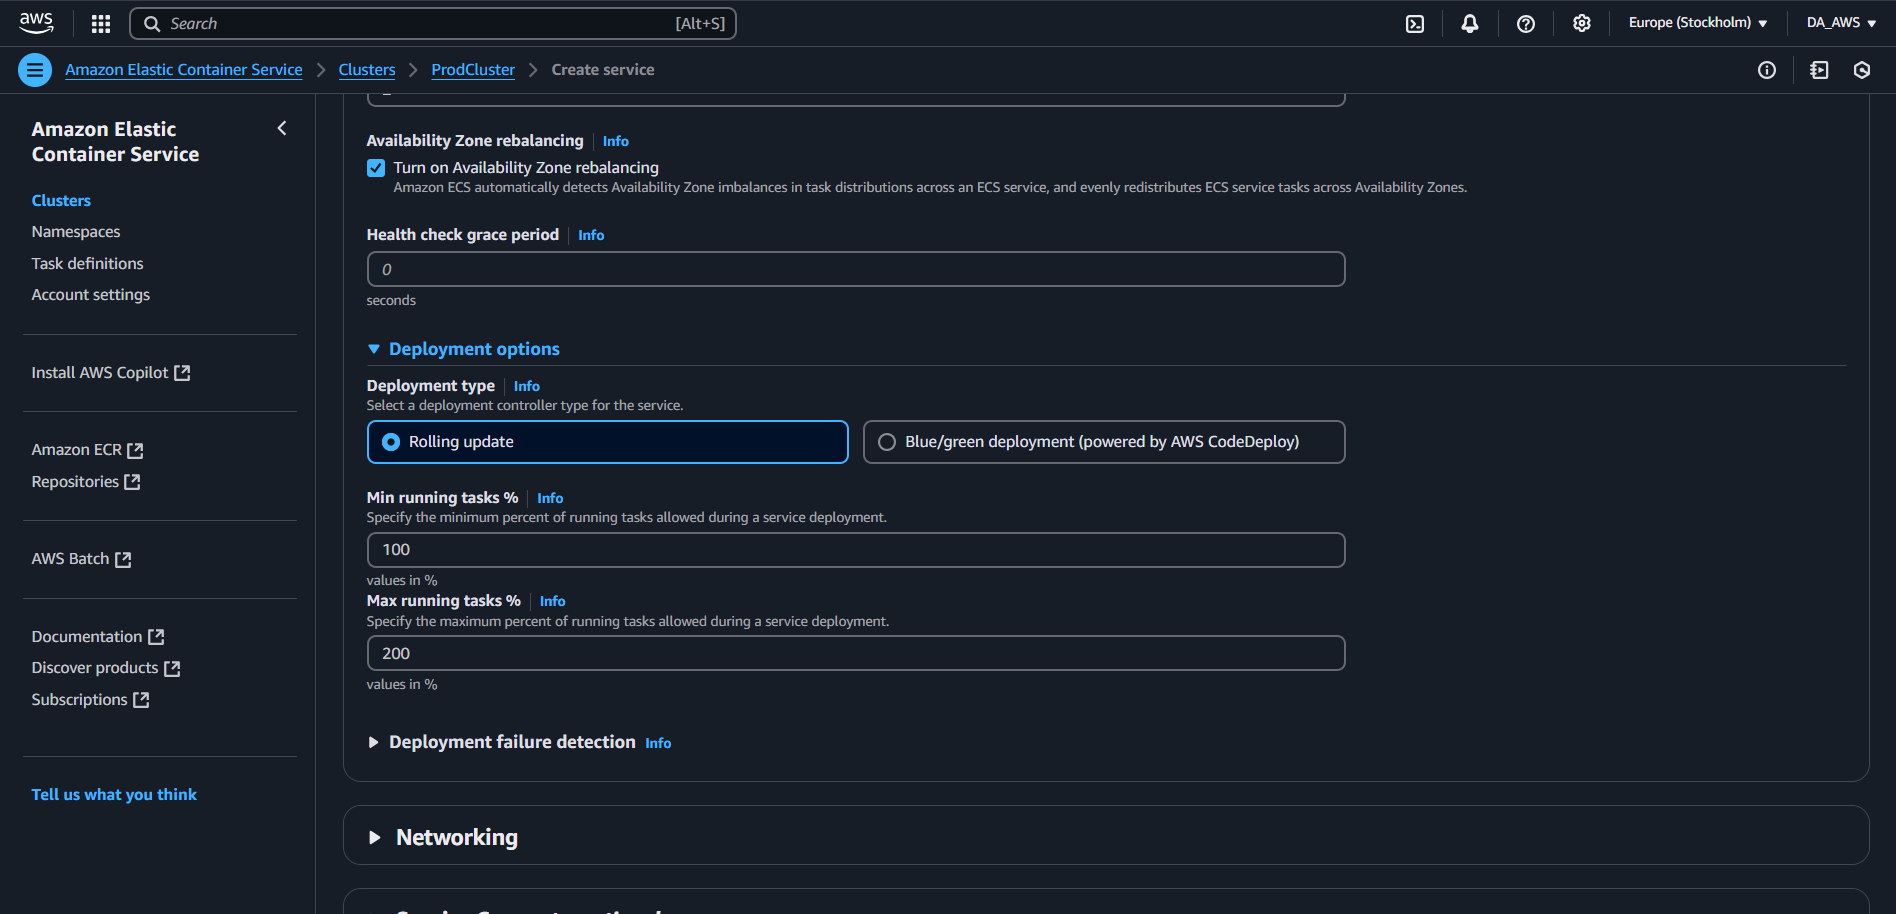 aws
Search
[Alt+S]
Europe (Stockholm)
DA_AWS
Amazon Elastic Container Service
Clusters
ProdCluster
Create service
Amazon Elastic
Container Service
Clusters
Namespaces
Task definitions
Account settings
Install AWS Copilot
Amazon ECR
Repositories
AWS Batch
Documentation
Discover products
Subscriptions
Tell us what you think
Availability Zone rebalancing
Info
Turn on Availability Zone rebalancing
Amazon ECS automatically detects Availability Zone imbalances in task distributions across an ECS service, and evenly redistributes ECS service tasks across Availability Zones.
Health check grace period
Info
0
seconds
Deployment options
Deployment type
Info
Select a deployment controller type for the service.
Rolling update
Blue/green deployment (powered by AWS CodeDeploy)
Min running tasks %
Info
Specify the minimum percent of running tasks allowed during a service deployment.
100
values in %
Max running tasks %
Info
Specify the maximum percent of running tasks allowed during a service deployment.
200
values in %
Deployment failure detection
Info
Networking